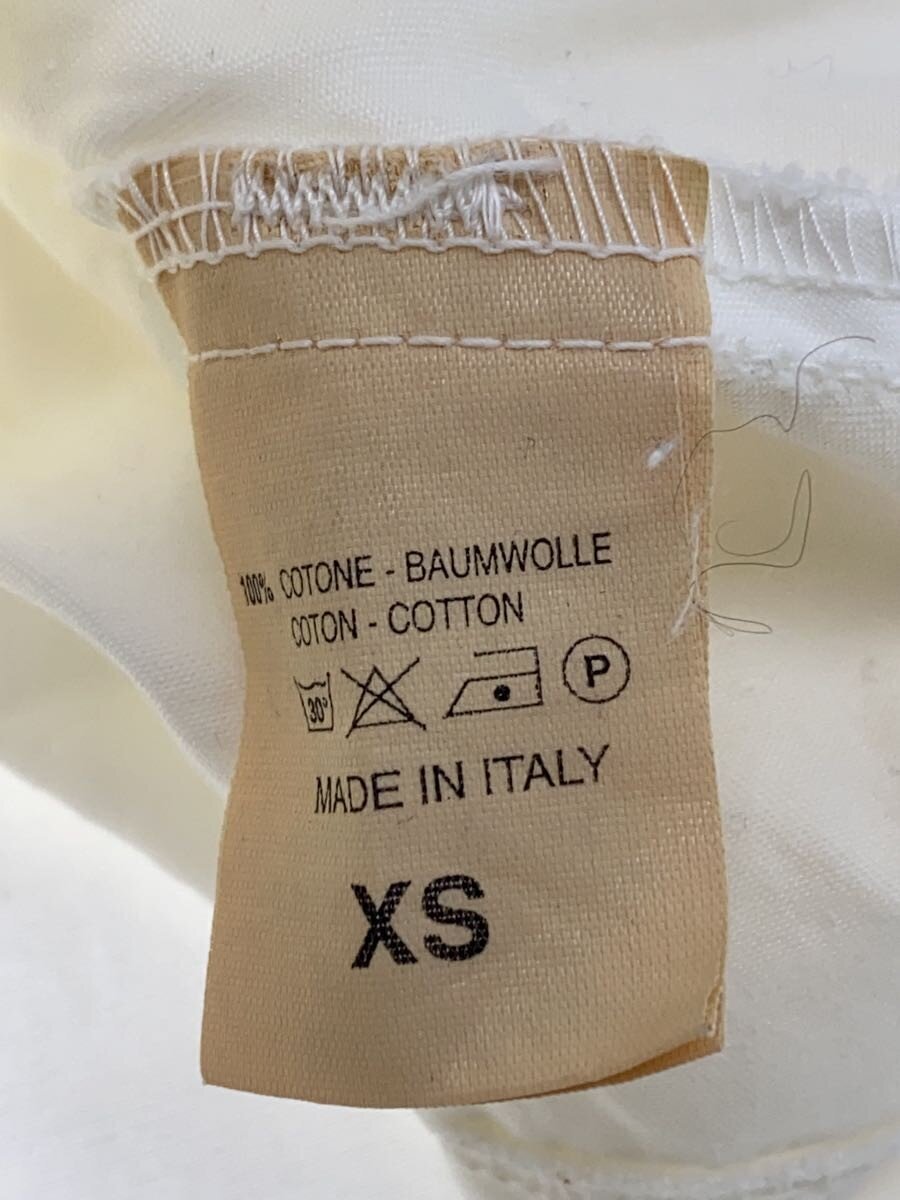 100% COTONE - BAUMWOLLE
COTON - COTTON
30° P
MADE IN ITALY
XS